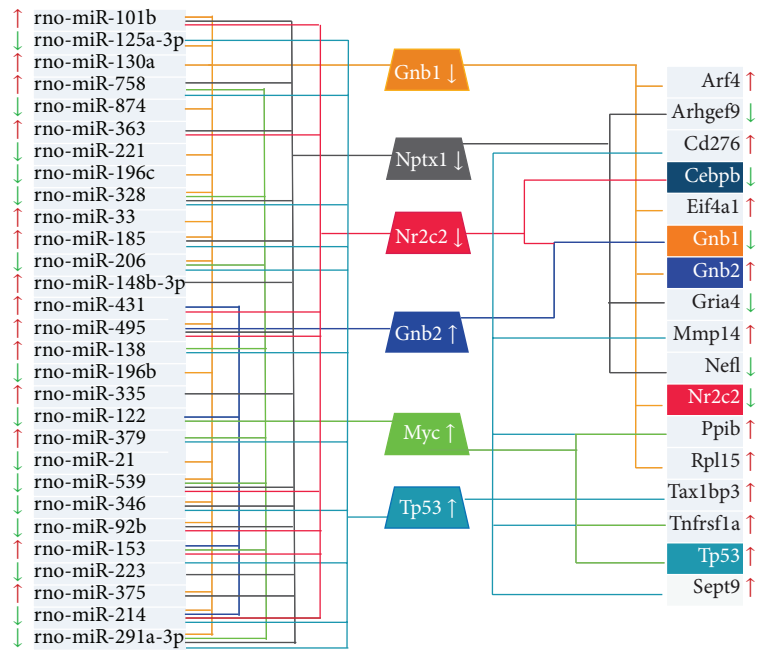 ↑ rno-miR-101b
↓ rno-miR-125a-3p
↑ rno-miR-130a
↑ rno-miR-758
↓ rno-miR-874
↑ rno-miR-363
↓ rno-miR-221
↓ rno-miR-196c
↓ rno-miR-328
↑ rno-miR-33
↑ rno-miR-185
↓ rno-miR-206
↑ rno-miR-148b-3p
↑ rno-miR-431
↑ rno-miR-495
↑ rno-miR-138
↓ rno-miR-196b
↑ rno-miR-335
↓ rno-miR-122
↑ rno-miR-379
↓ rno-miR-21
↓ rno-miR-539
↓ rno-miR-346
↓ rno-miR-92b
↑ rno-miR-153
↓ rno-miR-223
↑ rno-miR-375
↓ rno-miR-214
↓ rno-miR-291a-3p
Gnb1 ↓
Nptx1 ↓
Nr2c2 ↓
Gnb2 ↑
Myc ↑
Tp53 ↑
Arf4 ↑
Arhgef9 ↓
Cd276 ↑
Cebpb ↓
Eif4a1 ↑
Gnb1 ↓
Gnb2 ↑
Gria4 ↓
Mmp14 ↑
Nefl ↓
Nr2c2 ↓
Ppib ↑
Rpl15 ↑
Tax1bp3 ↑
Tnfrsf1a ↑
Tp53 ↑
Sept9 ↑